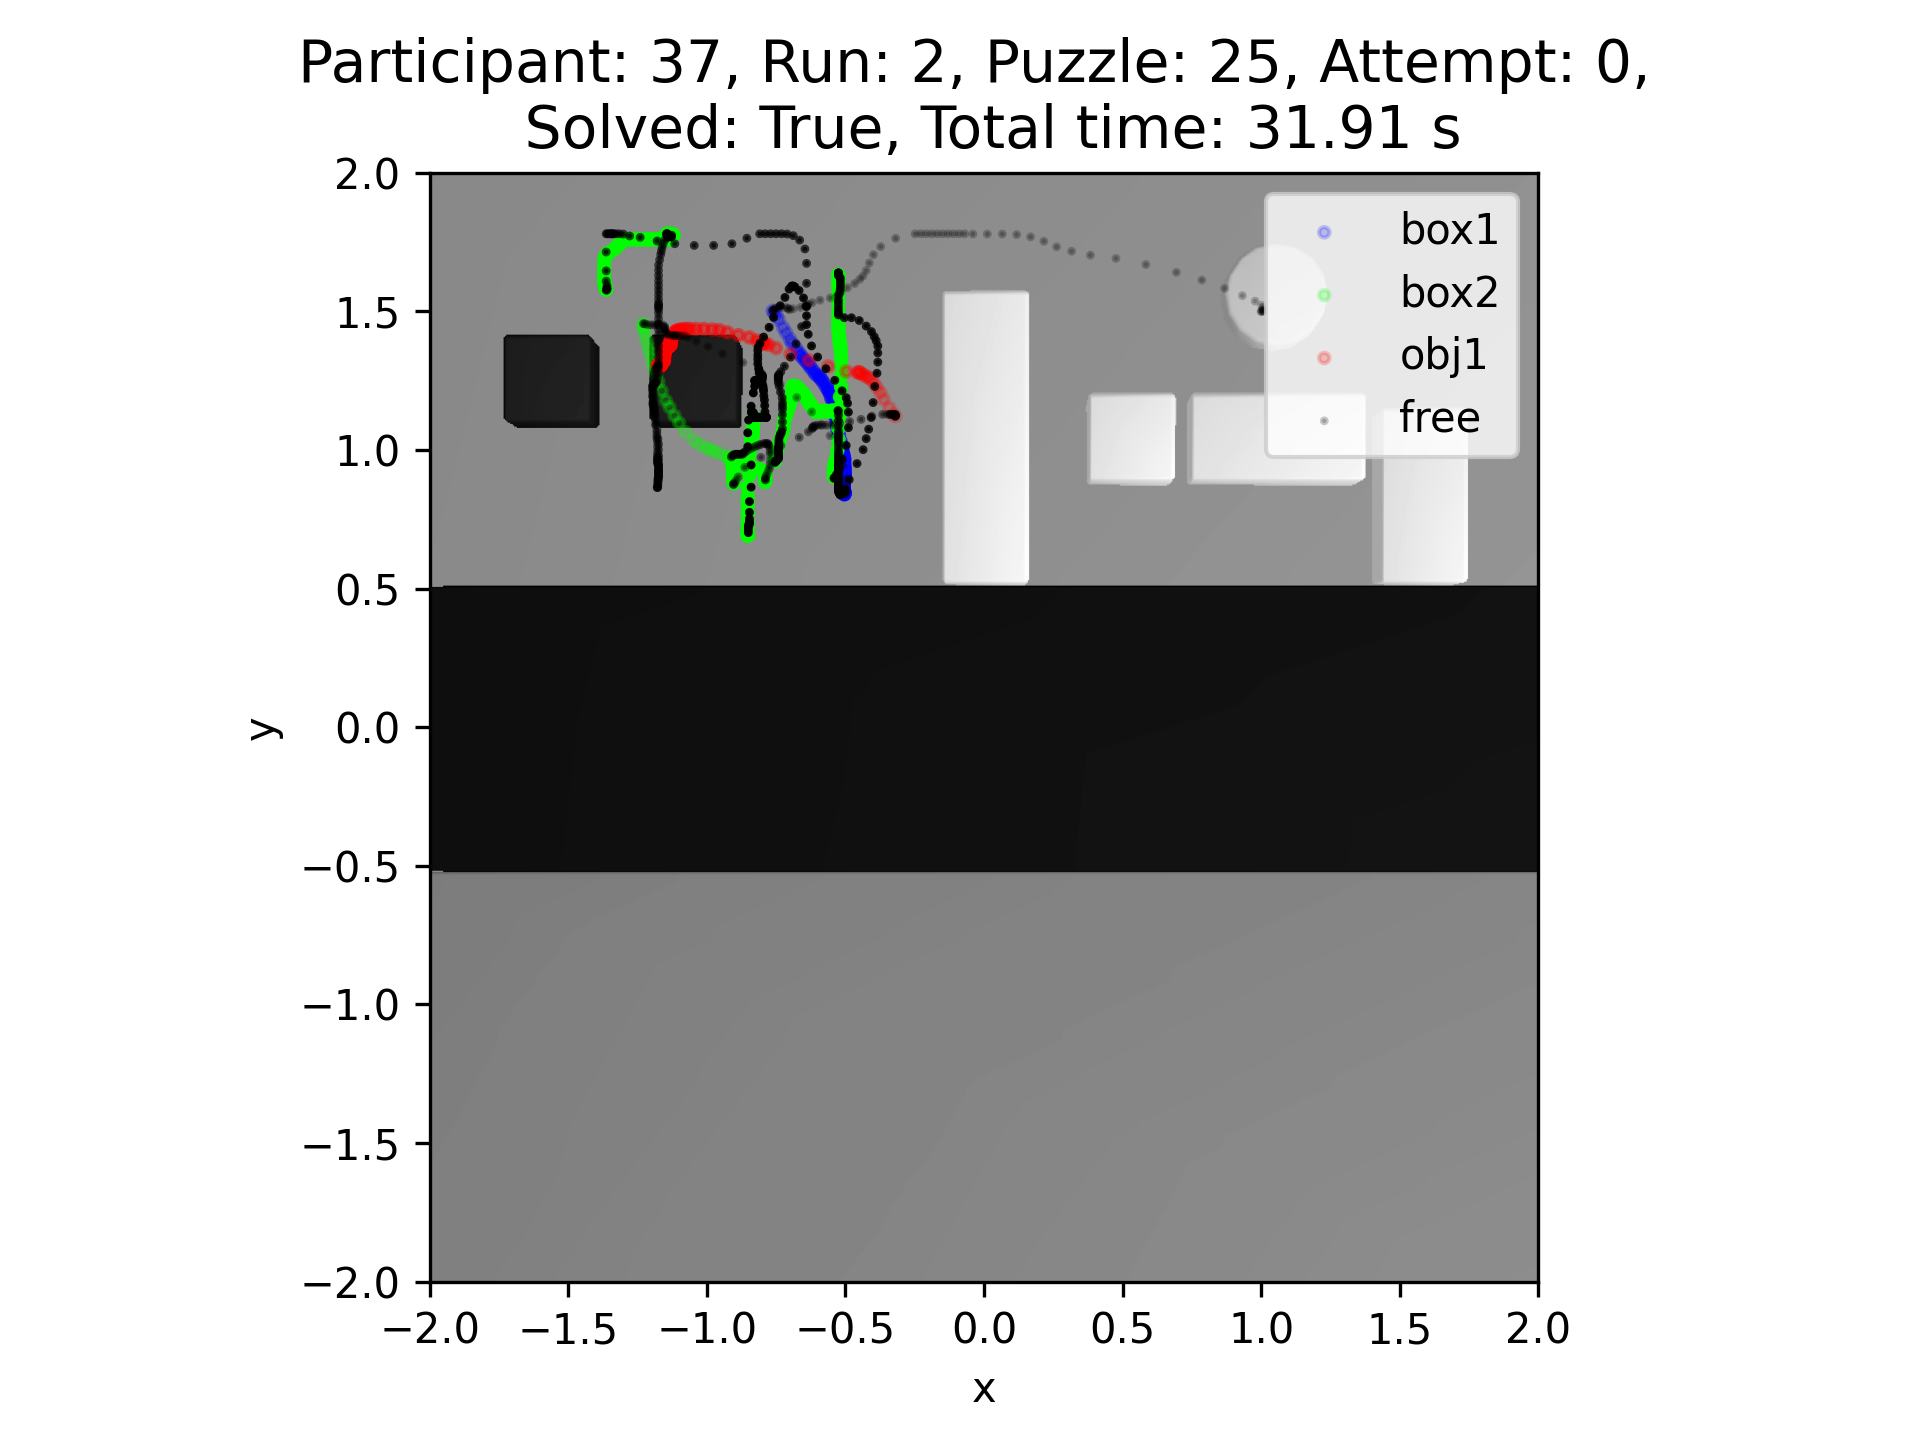 Participant: 37, Run: 2, Puzzle: 25, Attempt: 0,
Solved: True, Total time: 31.91 s
2.0
1.5
1.0
0.5
0.0
−0.5
−1.0
−1.5
−2.0
y
box1
box2
obj1
free
−2.0 −1.5 −1.0 −0.5 0.0 0.5 1.0 1.5 2.0
x